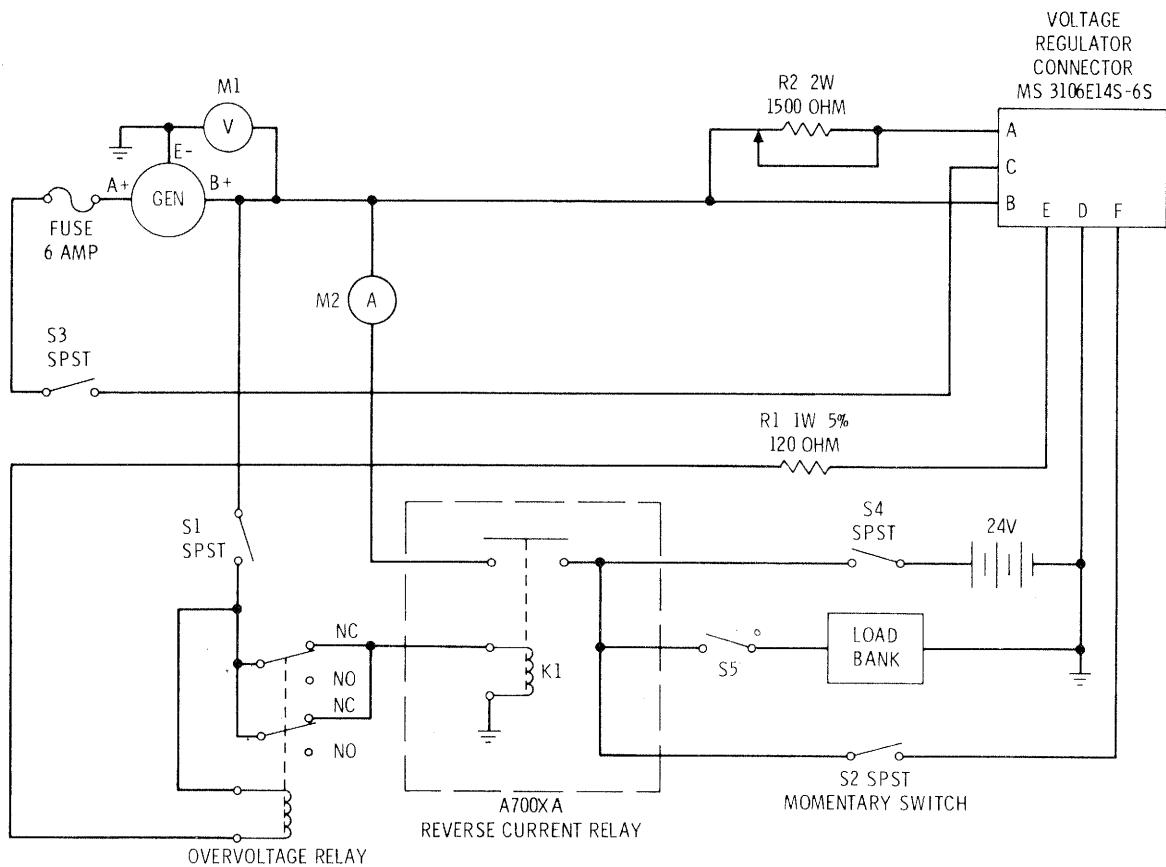 VOLTAGE
REGULATOR
CONNECTOR
MS 3106E14S-6S
M1
V
R2 2W
1500 OHM
A
C
B
E D F
E-
A+
GEN
B+
FUSE
6 AMP
M2
A
S3
SPST
R1 1W 5%
120 OHM
S1
SPST
S4
SPST
24V
NC
NO
NC
NO
K1
S5
LOAD
BANK
S2 SPST
MOMENTARY SWITCH
A700XA
REVERSE CURRENT RELAY
OVERVOLTAGE RELAY